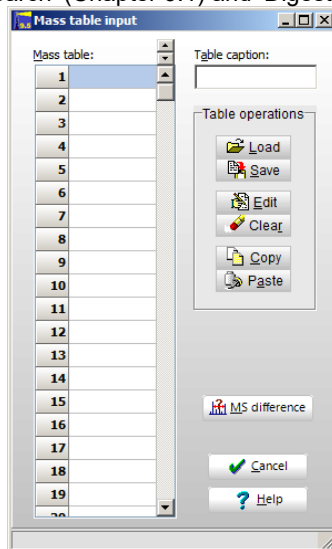 (Chapter
and
Mass table input
Mass table:
Table caption:
1
2
3
4
5
6
7
8
9
10
11
12
13
14
15
16
17
18
19
Table operations
Load
Save
Edit
Clear
Copy
Paste
MS difference
Cancel
Help